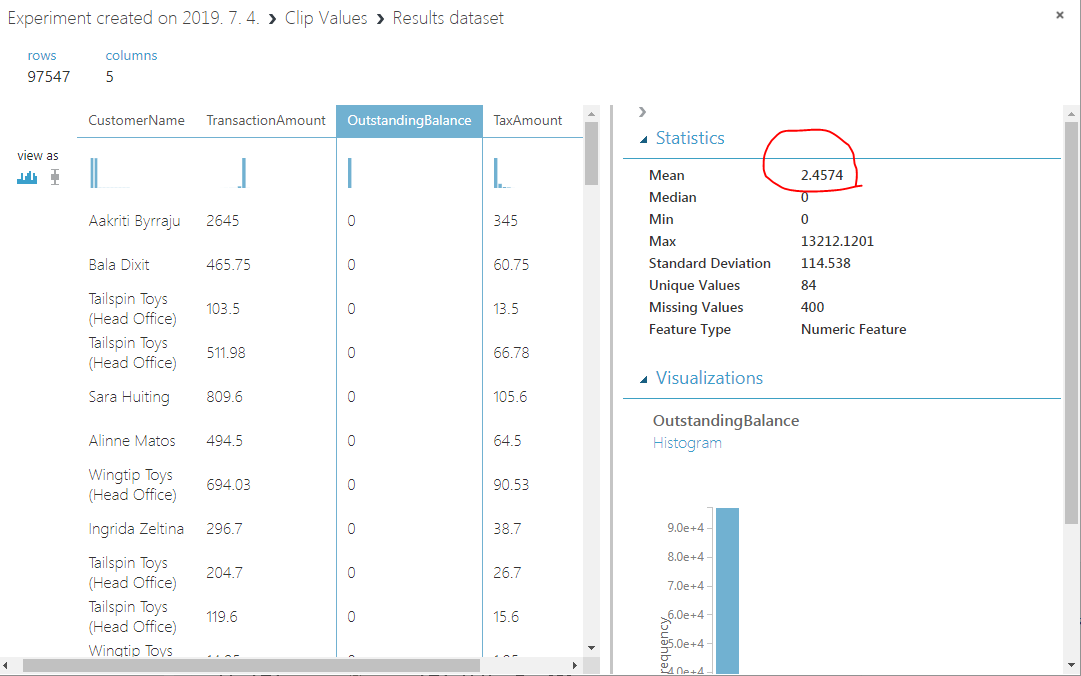 Experiment created on 2019. 7. 4. ❯ Clip Values ❯ Results dataset
rows columns
97547 5
CustomerName TransactionAmount OutstandingBalance TaxAmount
view as
Aakriti Byrraju 2645 0 345
Bala Dixit 465.75 0 60.75
Tailspin Toys
(Head Office) 103.5 0 13.5
Tailspin Toys
(Head Office) 511.98 0 66.78
Sara Huiting 809.6 0 105.6
Alinne Matos 494.5 0 64.5
Wingtip Toys
(Head Office) 694.03 0 90.53
Ingrida Zeltina 296.7 0 38.7
Tailspin Toys
(Head Office) 204.7 0 26.7
Tailspin Toys
(Head Office) 119.6 0 15.6
Wingtip Toys
Statistics
Mean 2.4574
Median 0
Min 0
Max 13212.1201
Standard Deviation 114.538
Unique Values 84
Missing Values 400
Feature Type Numeric Feature
Visualizations
OutstandingBalance
Histogram
9.0e+4
8.0e+4
7.0e+4
6.0e+4
5.0e+4
4.0e+4